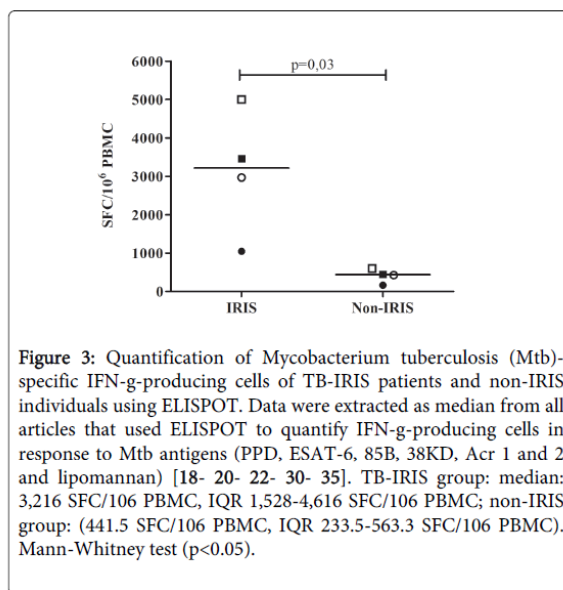 6000
p=0,03
5000
4000
3000
2000
1000
0
SFC/10⁶ PBMC
IRIS Non-IRIS
Figure 3: Quantification of Mycobacterium tuberculosis (Mtb)-
specific IFN-g-producing cells of TB-IRIS patients and non-IRIS
individuals using ELISPOT. Data were extracted as median from all
articles that used ELISPOT to quantify IFN-g-producing cells in
response to Mtb antigens (PPD, ESAT-6, 85B, 38KD, Acr 1 and 2
and lipomannan) [18- 20- 22- 30- 35]. TB-IRIS group: median:
3,216 SFC/106 PBMC, IQR 1,528-4,616 SFC/106 PBMC; non-IRIS
group: (441.5 SFC/106 PBMC, IQR 233.5-563.3 SFC/106 PBMC).
Mann-Whitney test (p<0.05).